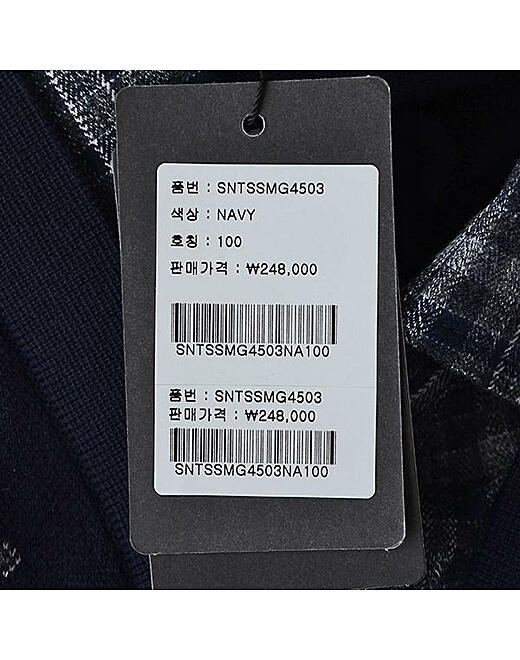 품번 : SNTSSMG4503
색상 : NAVY
호칭 : 100
판매가격 : ₩248,000
SNTSSMG4503NA100
품번 : SNTSSMG4503
판매가격 : ₩248,000
SNTSSMG4503NA100